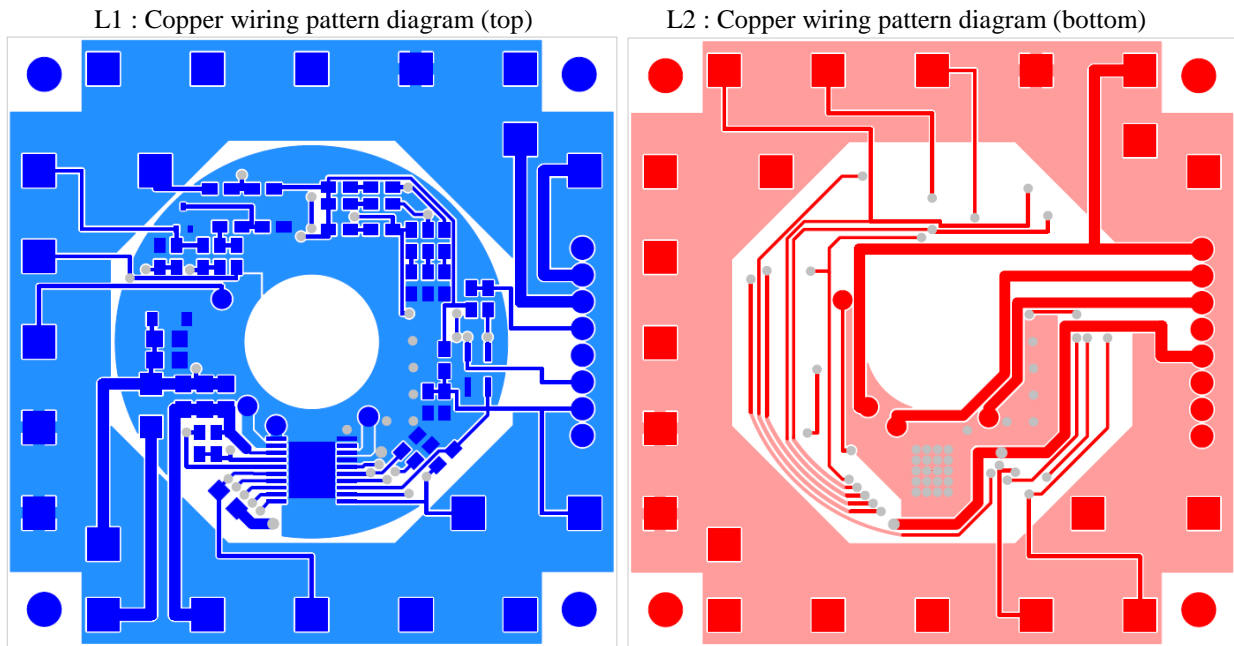 L1 : Copper wiring pattern diagram (top)
L2 : Copper wiring pattern diagram (bottom)